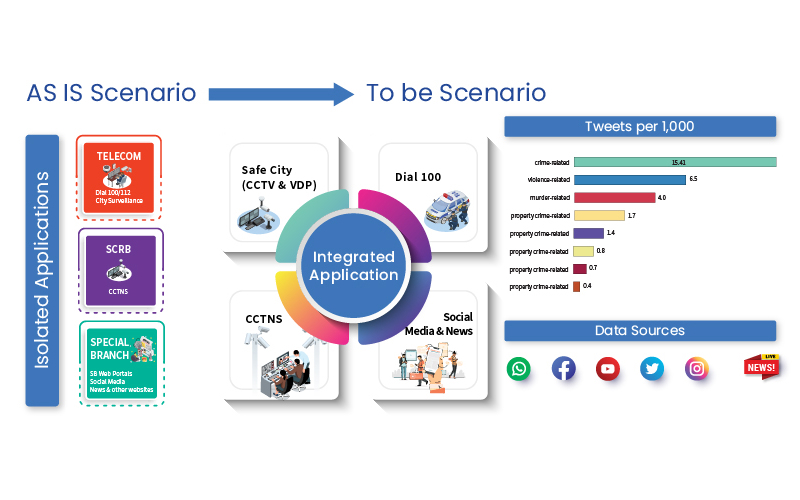 AS IS Scenario
To be Scenario
Isolated Applications
TELECOM
Dial 100/112
City Surveillance
SCRB
CCTNS
SPECIAL
BRANCH
SB Web Portals
Social Media
News & other websites
Safe City
(CCTV & VDP)
Dial 100
Integrated
Application
CCTNS
Social
Media & News
Tweets per 1,000
crime-related 15.41
violence-related 6.5
murder-related 4.0
property crime-related 1.7
property crime-related 1.4
property crime-related 0.8
property crime-related 0.7
property crime-related 0.4
Data Sources
LIVE
NEWS!